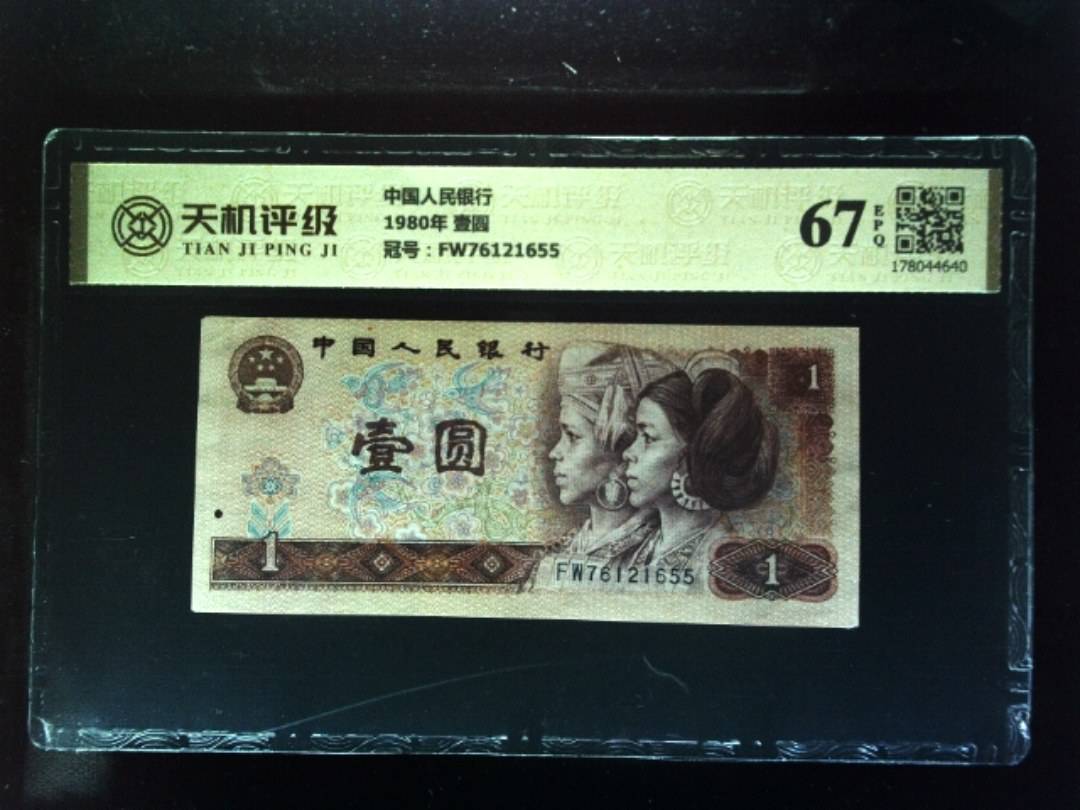 天机评级
TIAN JI PING JI
中国人民银行
1980年 壹圆
冠号：FW76121655
67
EPQ
178044640
中国人民银行
1
壹圆
1
FW76121655
1